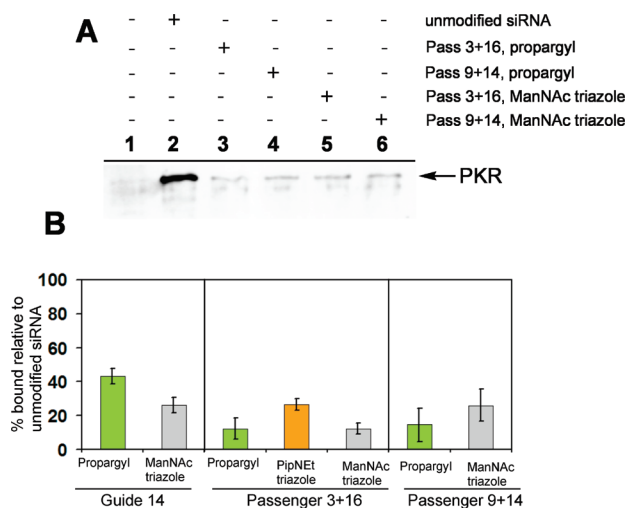 A
- + - - - - unmodified siRNA
- - + - - - Pass 3+16, propargyl
- - - + - - Pass 9+14, propargyl
- - - - + - Pass 3+16, ManNAc triazole
- - - - - + Pass 9+14, ManNAc triazole
1 2 3 4 5 6
PKR
B
% bound relative to
unmodified siRNA
100
80
60
40
20
0
Propargyl ManNAc triazole Propargyl PipNEt triazole ManNAc triazole Propargyl ManNAc triazole
Guide 14 Passenger 3+16 Passenger 9+14